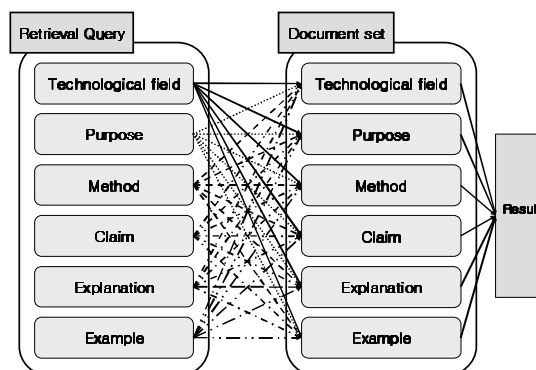 Retrieval Query
Document set
Technological field
Purpose
Method
Claim
Explanation
Example
Technological field
Purpose
Method
Claim
Explanation
Example
Resul